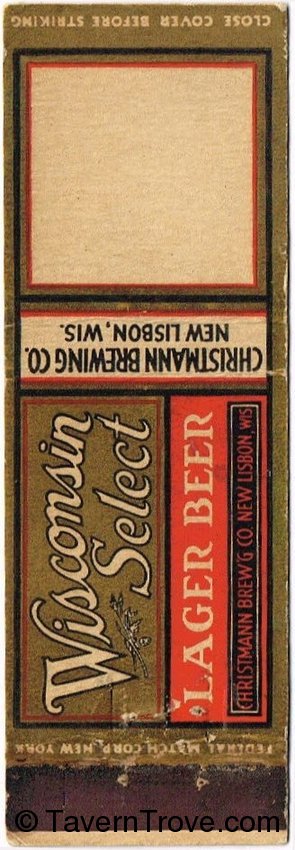 CLOSE COVER BEFORE STRIKING
CHRISTMANN BREWING CO.
NEW LISBON, WIS.
Wisconsin
Select
LAGER BEER
CHRISTMANN BREW'G CO. NEW LISBON, WIS.
FEDERAL MATCH CORP. NEW YORK
© TavernTrove.com